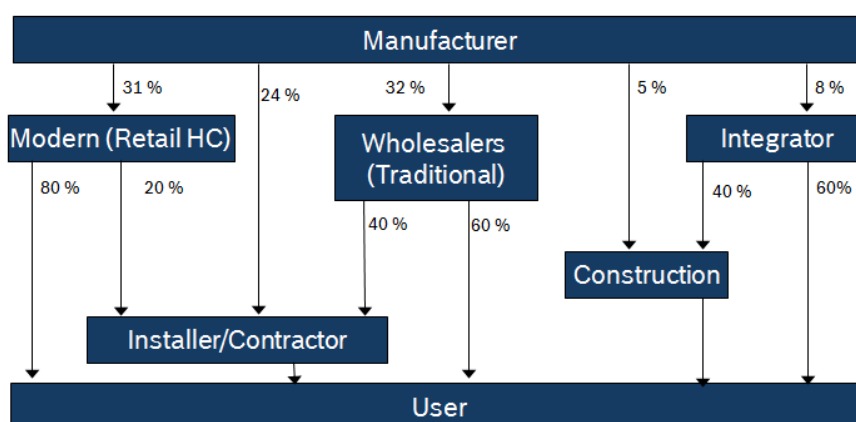 Manufacturer
31 %
24 %
32 %
5 %
8 %
Modern (Retail HC)
Wholesalers
(Traditional)
Integrator
80 %
20 %
40 %
60 %
40 %
60%
Construction
Installer/Contractor
User